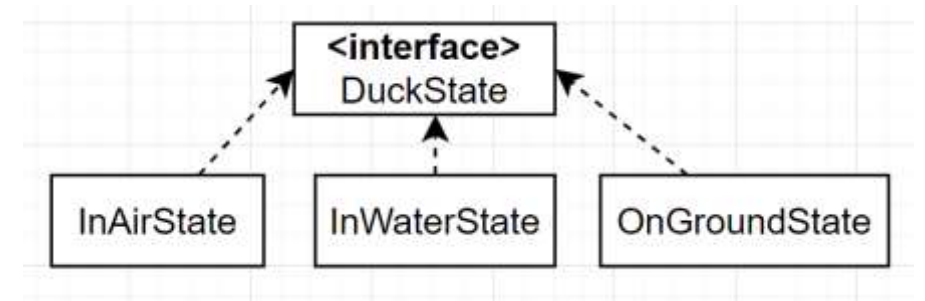 <interface>
DuckState
InAirState
InWaterState
OnGroundState